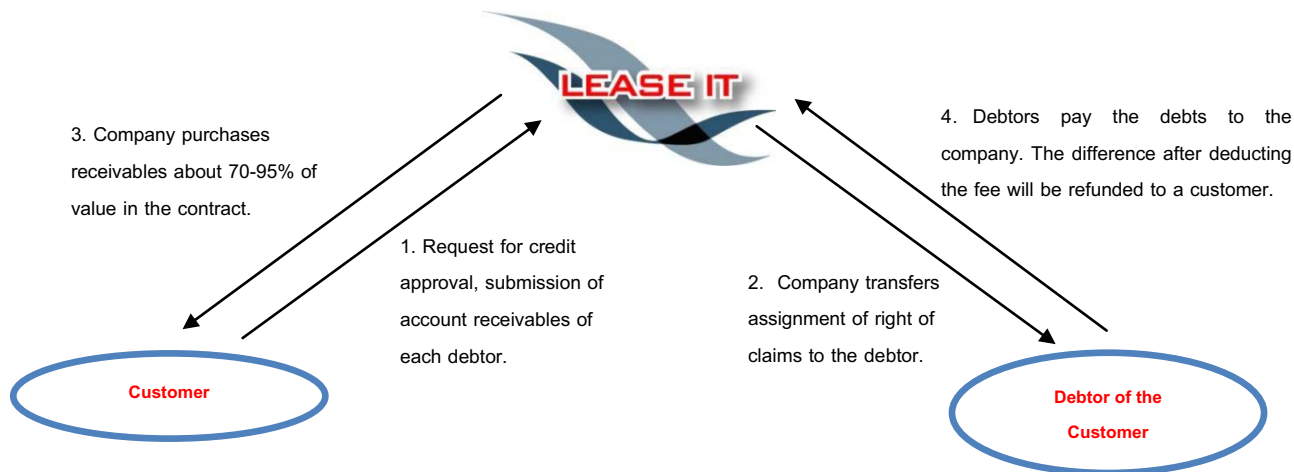 LEASE IT
3. Company purchases
receivables about 70-95% of
value in the contract.
4. Debtors pay the debts to the
company. The difference after deducting
the fee will be refunded to a customer.
1. Request for credit
approval, submission of
account receivables of
each debtor.
2. Company transfers
assignment of right of
claims to the debtor.
Customer
Debtor of the
Customer